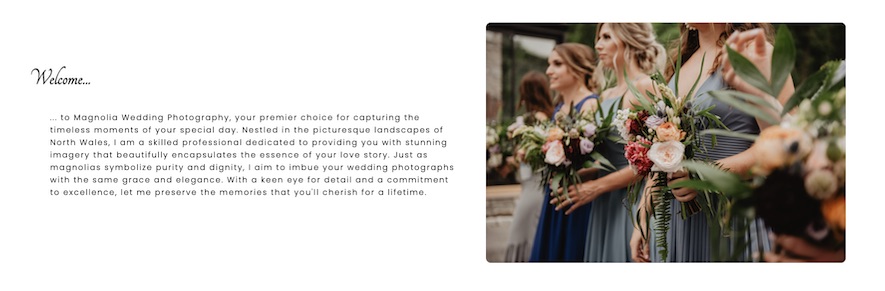 Welcome...
... to Magnolia Wedding Photography, your premier choice for capturing the
timeless moments of your special day. Nestled in the picturesque landscapes of
North Wales, I am a skilled professional dedicated to providing you with stunning
imagery that beautifully encapsulates the essence of your love story. Just as
magnolias symbolize purity and dignity, I aim to imbue your wedding photographs
with the same grace and elegance. With a keen eye for detail and a commitment
to excellence, let me preserve the memories that you'll cherish for a lifetime.